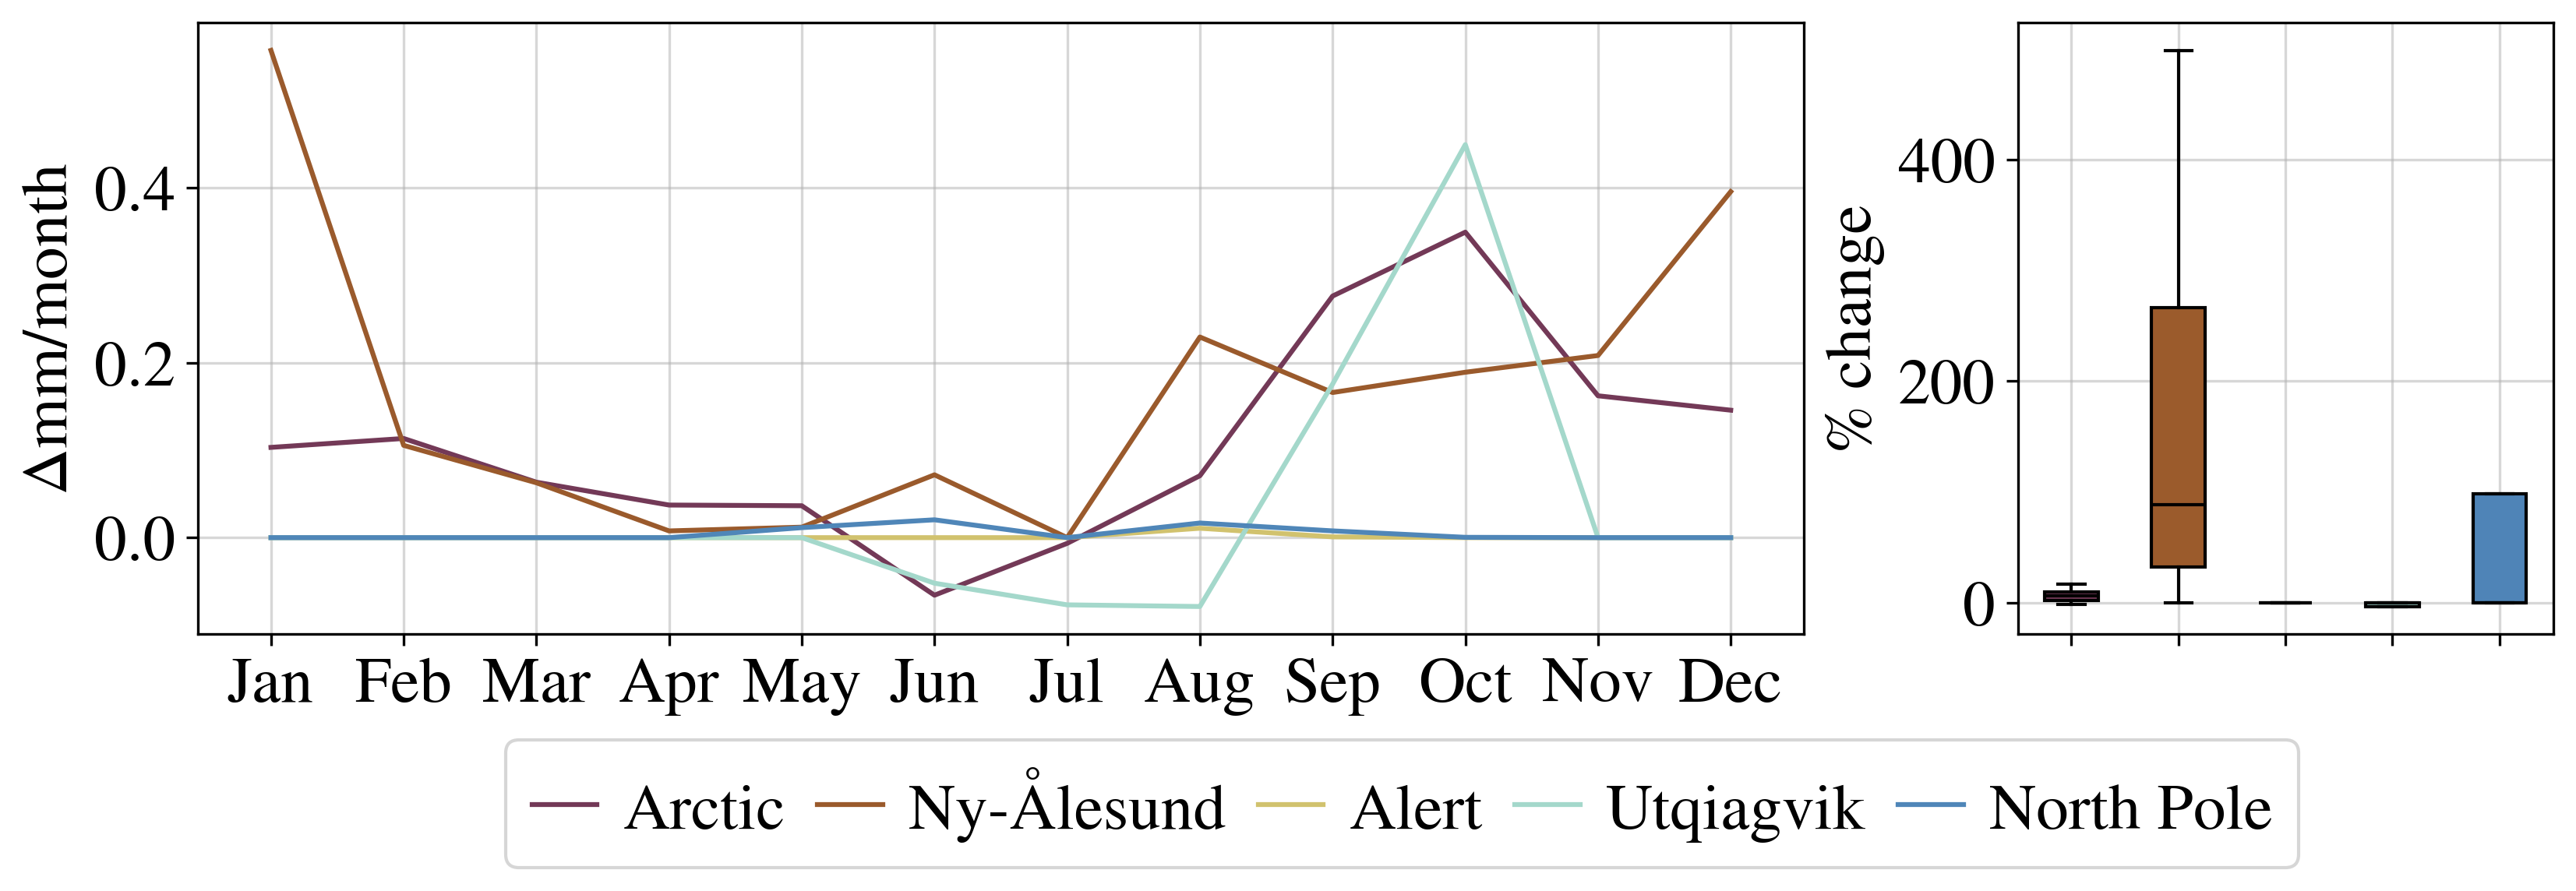 Δmm/month
0.4
0.2
0.0
Jan Feb Mar Apr May Jun Jul Aug Sep Oct Nov Dec
% change
400
200
0
Arctic Ny-Ålesund Alert Utqiagvik North Pole